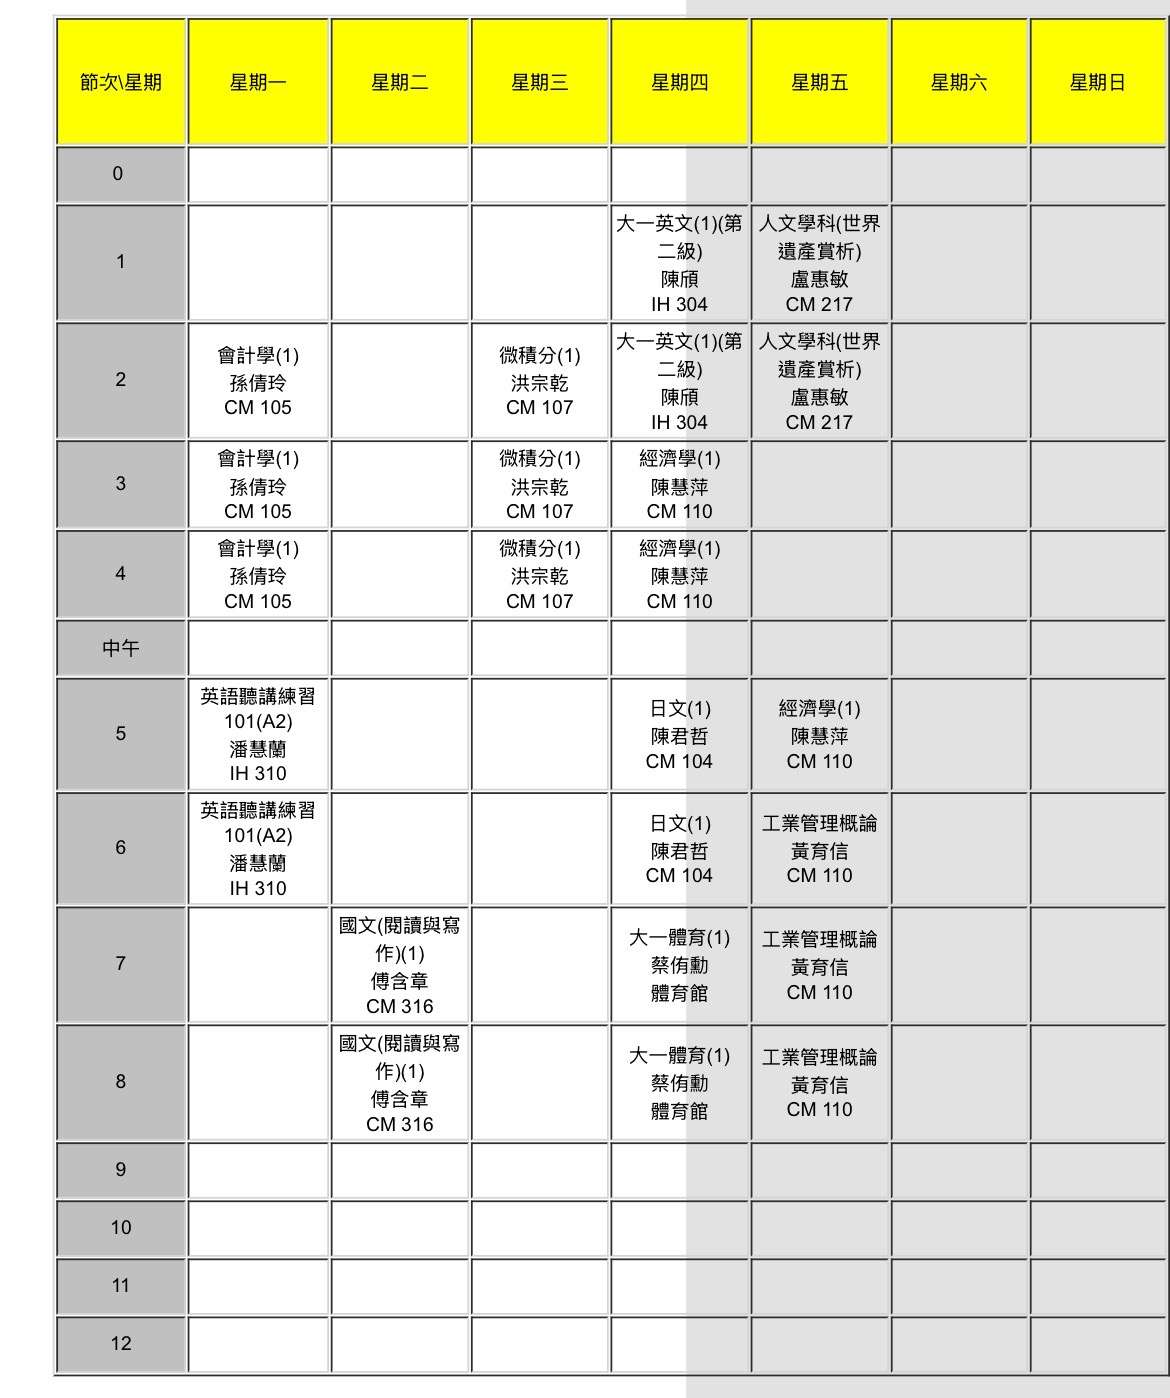 節次\星期 星期一 星期二 星期三 星期四 星期五 星期六 星期日
0
1
大一英文(1)(第
二級)
陳頎
IH 304
人文學科(世界
遺產賞析)
盧惠敏
CM 217
2
會計學(1)
孫倩玲
CM 105
微積分(1)
洪宗乾
CM 107
大一英文(1)(第
二級)
陳頎
IH 304
人文學科(世界
遺產賞析)
盧惠敏
CM 217
3
會計學(1)
孫倩玲
CM 105
微積分(1)
洪宗乾
CM 107
經濟學(1)
陳慧萍
CM 110
4
會計學(1)
孫倩玲
CM 105
微積分(1)
洪宗乾
CM 107
經濟學(1)
陳慧萍
CM 110
中午
5
英語聽講練習
101(A2)
潘慧蘭
IH 310
日文(1)
陳君哲
CM 104
經濟學(1)
陳慧萍
CM 110
6
英語聽講練習
101(A2)
潘慧蘭
IH 310
日文(1)
陳君哲
CM 104
工業管理概論
黃育信
CM 110
7
國文(閱讀與寫
作)(1)
傅含章
CM 316
大一體育(1)
蔡侑勳
體育館
工業管理概論
黃育信
CM 110
8
國文(閱讀與寫
作)(1)
傅含章
CM 316
大一體育(1)
蔡侑勳
體育館
工業管理概論
黃育信
CM 110
9
10
11
12